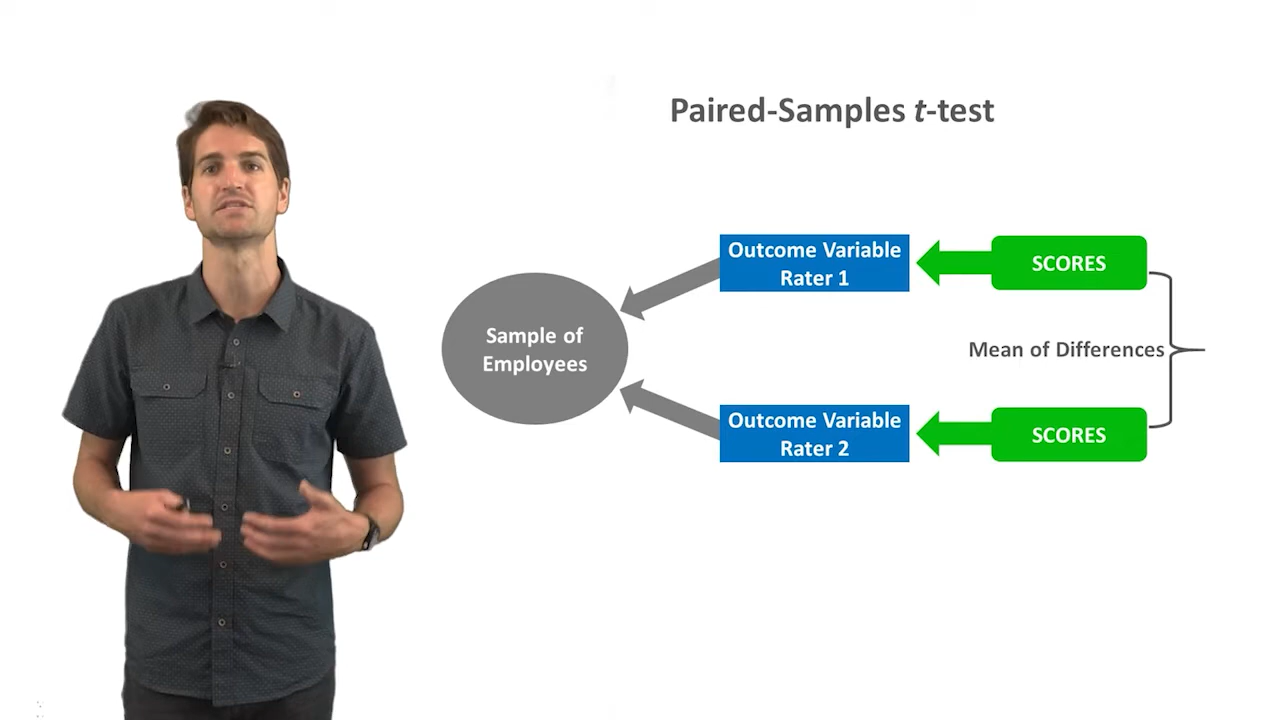 Paired-Samples t-test
Outcome Variable
Rater 1
SCORES
Sample of
Employees
Mean of Differences
Outcome Variable
Rater 2
SCORES